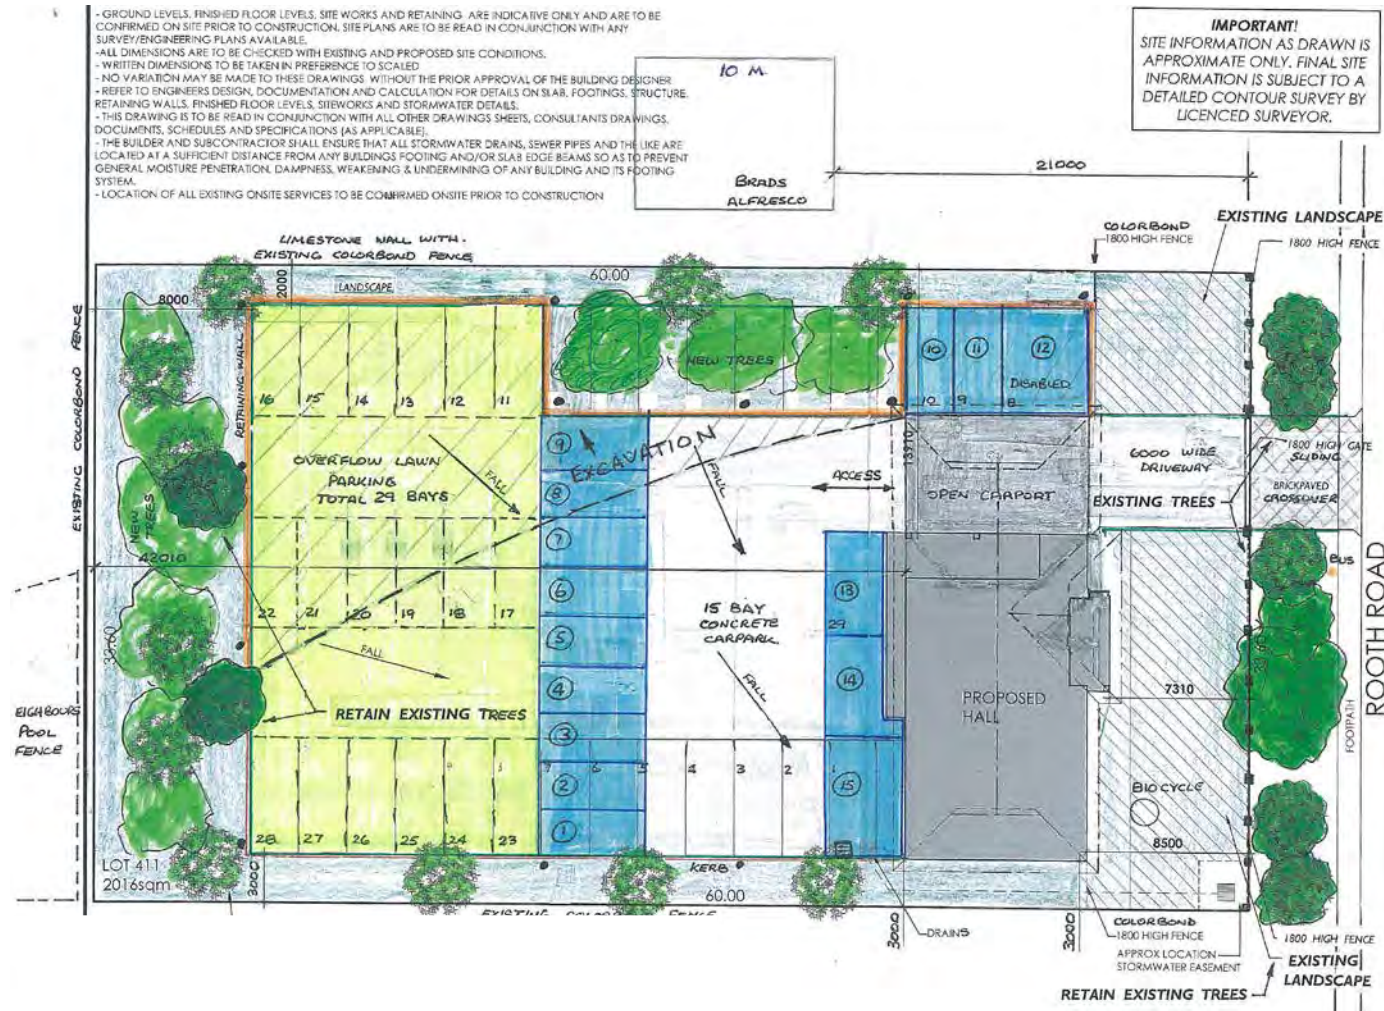 - GROUND LEVELS, FINISHED FLOOR LEVELS, SITE WORKS AND RETAINING ARE INDICATIVE ONLY AND ARE TO BE
CONFIRMED ON SITE PRIOR TO CONSTRUCTION. SITE PLANS ARE TO BE READ IN CONJUNCTION WITH ANY
SURVEY/ENGINEERING PLANS AVAILABLE.
-ALL DIMENSIONS ARE TO BE CHECKED WITH EXISTING AND PROPOSED SITE CONDITIONS.
- WRITTEN DIMENSIONS TO BE TAKEN IN PREFERENCE TO SCALED
- NO VARIATION MAY BE MADE TO THESE DRAWINGS WITHOUT THE PRIOR APPROVAL OF THE BUILDING DESIGNER
- REFER TO ENGINEERS DESIGN, DOCUMENTATION AND CALCULATION FOR DETAILS ON SLAB, FOOTINGS, STRUCTURE,
RETAINING WALLS, FINISHED FLOOR LEVELS, SITEWORKS AND STORMWATER DETAILS.
- THIS DRAWING IS TO BE READ IN CONJUNCTION WITH ALL OTHER DRAWINGS SHEETS, CONSULTANTS DRAWINGS,
DOCUMENTS, SCHEDULES AND SPECIFICATIONS (AS APPLICABLE).
- THE BUILDER AND SUBCONTRACTOR SHALL ENSURE THAT ALL STORMWATER DRAINS, SEWER PIPES AND THE LIKE ARE
LOCATED AT A SUFFICIENT DISTANCE FROM ANY BUILDINGS FOOTING AND/OR SLAB EDGE BEAMS SO AS TO PREVENT
GENERAL MOISTURE PENETRATION, DAMPNESS, WEAKENING & UNDERMINING OF ANY BUILDING AND ITS FOOTING
SYSTEM.
- LOCATION OF ALL EXISTING ONSITE SERVICES TO BE CONFIRMED ONSITE PRIOR TO CONSTRUCTION
10 M
BRADS
ALFRESCO
IMPORTANT!
SITE INFORMATION AS DRAWN IS
APPROXIMATE ONLY. FINAL SITE
INFORMATION IS SUBJECT TO A
DETAILED CONTOUR SURVEY BY
LICENCED SURVEYOR.
21000
EXISTING LANDSCAPE
COLORBOND
1800 HIGH FENCE
1800 HIGH FENCE
LIMESTONE WALL WITH.
EXISTING COLORBOND FENCE
60.00
LANDSCAPE
2000
8000
EXISTING COLORBOND FENCE
RETAINING WALL
NEW TREES
NEW TREES
10 11 12
DISABLED
10 9 8
16 15 14 13 12 11
OVERFLOW LAWN
PARKING
TOTAL 29 BAYS
FALL
EXCAVATION
FALL
ACCESS
13910
OPEN CARPORT
6000 WIDE
DRIVEWAY
1800 HIGH GATE
SLIDING
BRICKPAVED
CROSSOVER
EXISTING TREES
9
8
7
6
5
4
3
2
1
42010
22 21 20 19 18 17
FALL
15 BAY
CONCRETE
CARPARK
FALL
13
29
14
15
PROPOSED
HALL
7310
BUS
ROOTH ROAD
FOOTPATH
33.60
RETAIN EXISTING TREES
7 6 5 4 3 2 1
28 27 26 25 24 23
BIOCYCLE
8500
LOT 411
2016sqm
3000
KERB
60.00
POOL
FENCE
3000
DRAINS
3000
COLORBOND
1800 HIGH FENCE
APPROX LOCATION
STORMWATER EASEMENT
1800 HIGH FENCE
EXISTING
LANDSCAPE
RETAIN EXISTING TREES